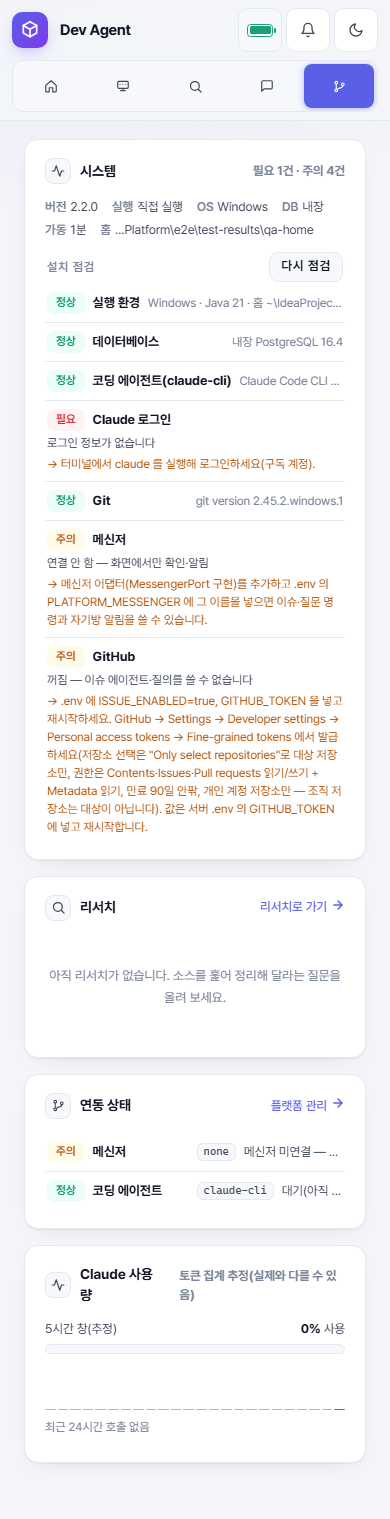 Dev Agent
시스템
필요 1건 · 주의 4건
버전 2.2.0 실행 직접 실행 OS Windows DB 내장
가동 1분 홈 ...Platform\e2e\test-results\qa-home
설치 점검
다시 점검
정상 실행 환경 Windows · Java 21 · 홈 ~\IdeaProjec...
정상 데이터베이스 내장 PostgreSQL 16.4
정상 코딩 에이전트(claude-cli) Claude Code CLI ...
필요 Claude 로그인
로그인 정보가 없습니다
→ 터미널에서 claude 를 실행해 로그인하세요(구독 계정).
정상 Git git version 2.45.2.windows.1
주의 메신저
연결 안 함 — 화면에서만 확인·알림
→ 메신저 어댑터(MessengerPort 구현)를 추가하고 .env 의
PLATFORM_MESSENGER 에 그 이름을 넣으면 이슈·질문 명
령과 자기방 알림을 쓸 수 있습니다.
주의 GitHub
꺼짐 — 이슈 에이전트·질의를 쓸 수 없습니다
→ .env 에 ISSUE_ENABLED=true, GITHUB_TOKEN 을 넣고
재시작하세요. GitHub → Settings → Developer settings →
Personal access tokens → Fine-grained tokens 에서 발급
하세요(저장소 선택은 "Only select repositories"로 대상 저장
소만, 권한은 Contents·Issues·Pull requests 읽기/쓰기 +
Metadata 읽기, 만료 90일 안팎, 개인 계정 저장소만 — 조직 저
장소는 대상이 아닙니다). 값은 서버 .env 의 GITHUB_TOKEN
에 넣고 재시작합니다.
리서치
리서치로 가기 →
아직 리서치가 없습니다. 소스를 훑어 정리해 달라는 질문을
올려 보세요.
연동 상태
플랫폼 관리 →
주의 메신저 none 메신저 미연결 — ...
정상 코딩 에이전트 claude-cli 대기(아직 ...
Claude 사용
량
토큰 집계 추정(실제와 다를 수 있
음)
5시간 창(추정)
0% 사용
최근 24시간 호출 없음